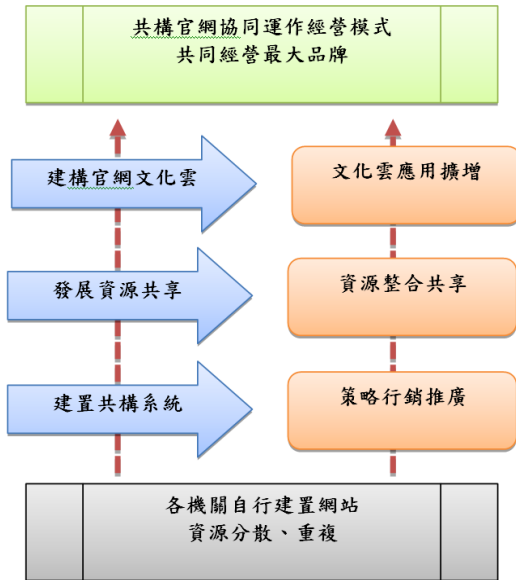 共構官網協同運作經營模式
共同經營最大品牌
建構官網文化雲
文化雲應用擴增
發展資源共享
資源整合共享
建置共構系統
策略行銷推廣
各機關自行建置網站
資源分散、重複